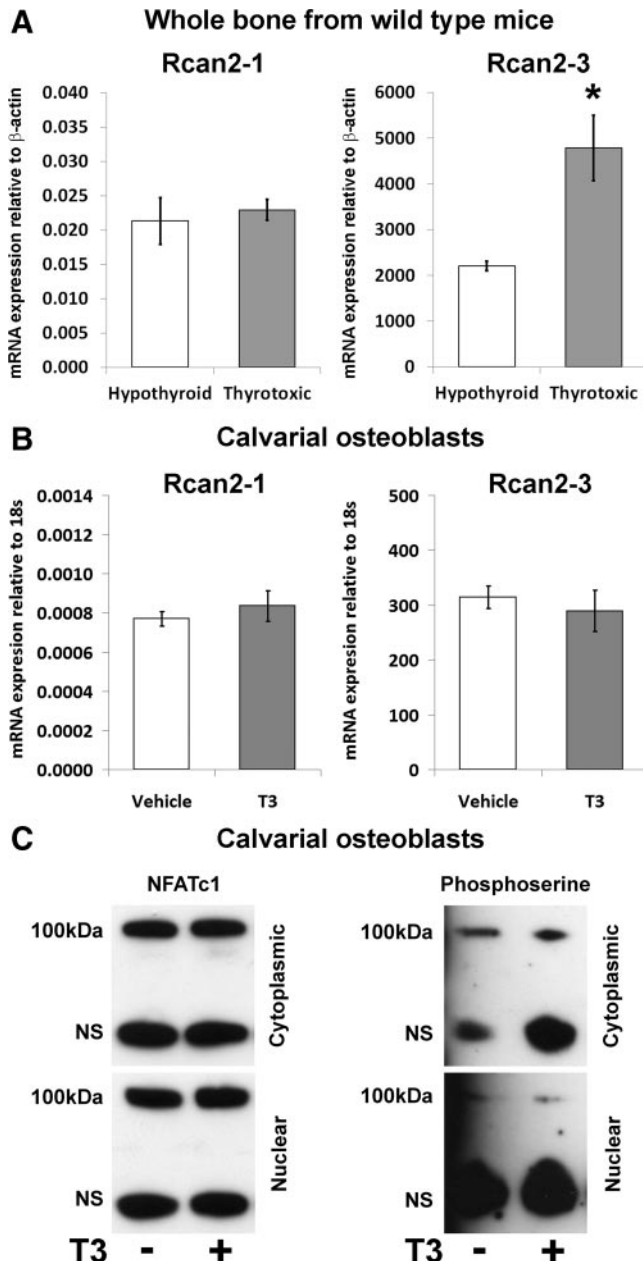 A
Whole bone from wild type mice
Rcan2-1
mRNA expression relative to β-actin
0.040
0.035
0.030
0.025
0.020
0.015
0.010
0.005
0.000
Hypothyroid
Thyrotoxic
Rcan2-3
mRNA expression relative to β-actin
6000
5000
4000
3000
2000
1000
0
*
Hypothyroid
Thyrotoxic
B
Calvarial osteoblasts
Rcan2-1
mRNA expresion relative to 18s
0.0014
0.0012
0.0010
0.0008
0.0006
0.0004
0.0002
0.0000
Vehicle
T3
Rcan2-3
mRNA expression relative to 18s
500
400
300
200
100
0
Vehicle
T3
C
Calvarial osteoblasts
NFATc1
100kDa
NS
Cytoplasmic
100kDa
NS
Nuclear
T3 - +
Phosphoserine
100kDa
NS
Cytoplasmic
100kDa
NS
Nuclear
- +